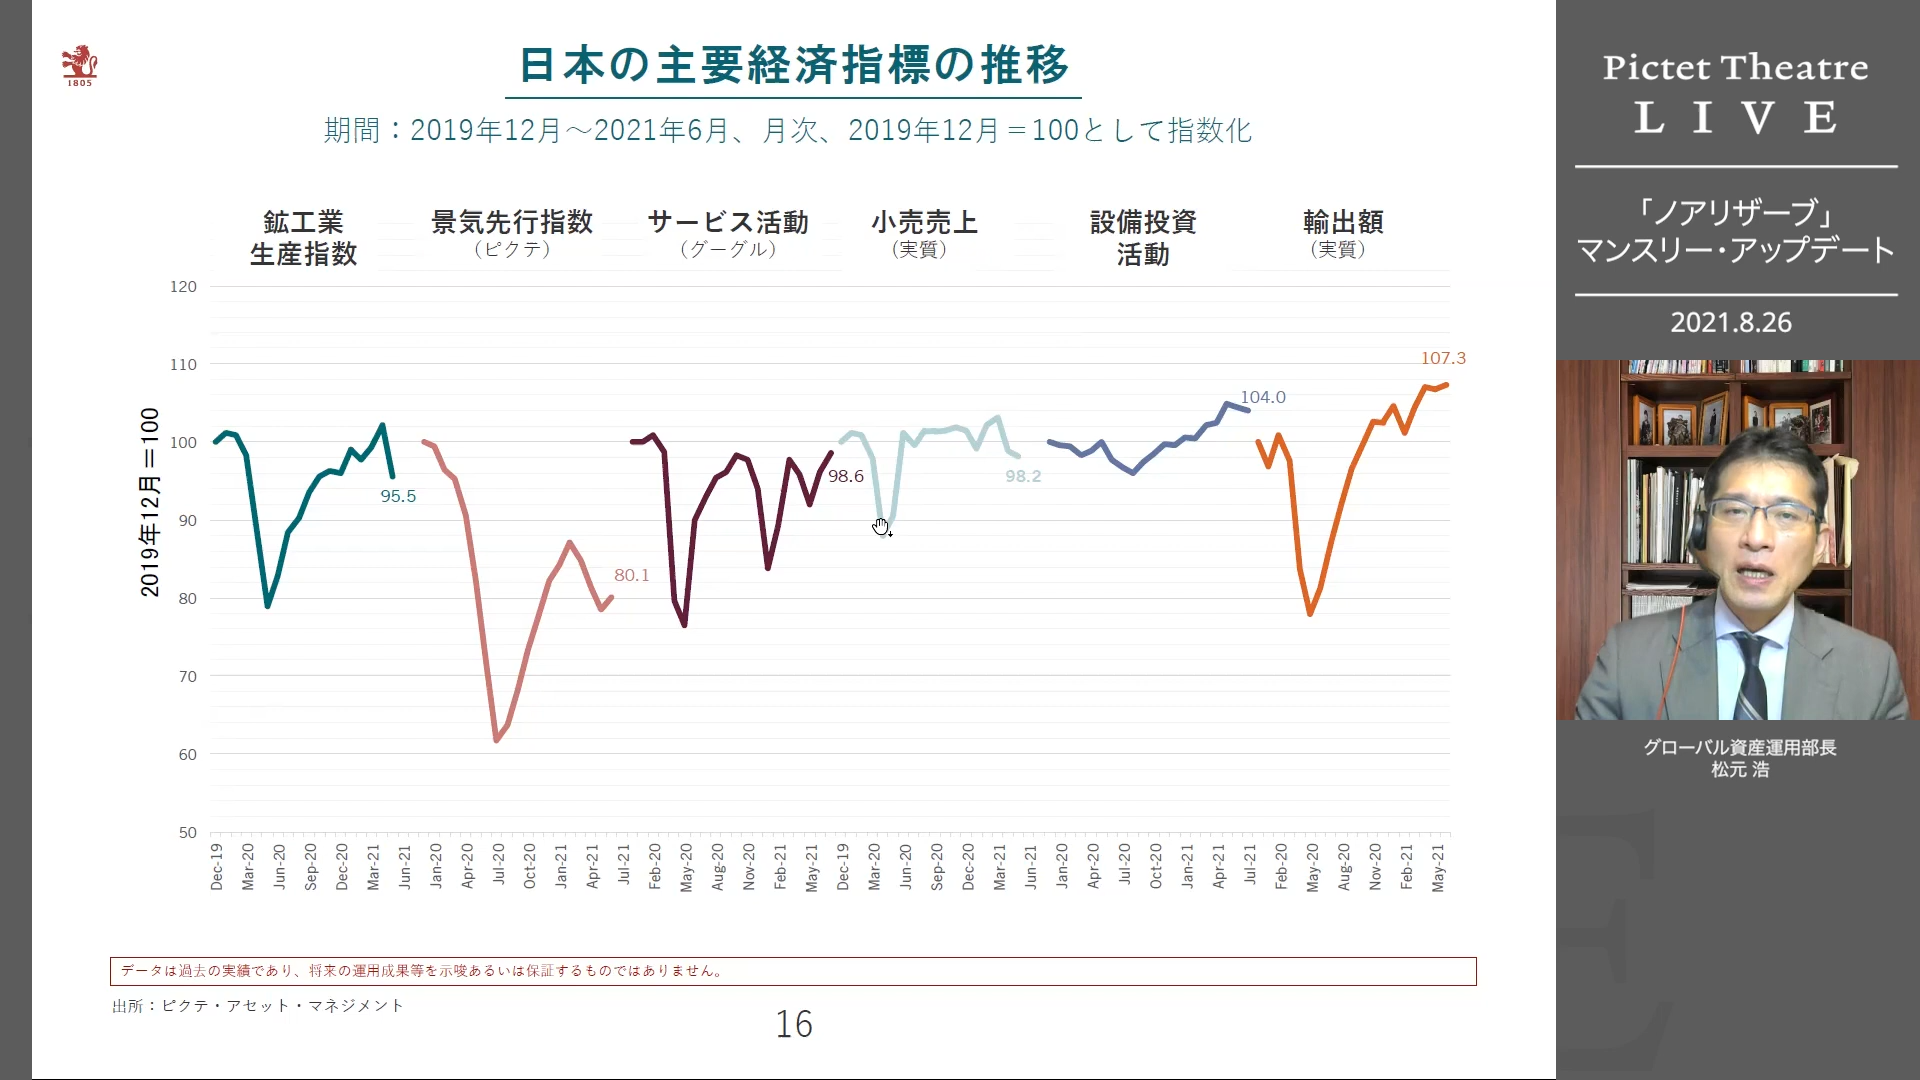 1805
日本の主要経済指標の推移
期間：2019年12月～2021年6月、月次、2019年12月＝100として指数化
鉱工業
生産指数
景気先行指数
（ピクテ）
サービス活動
（グーグル）
小売売上
（実質）
設備投資
活動
輸出額
（実質）
2019年12月＝100
120
110
100
90
80
70
60
50
95.5
80.1
98.6
98.2
104.0
107.3
Dec-19 Mar-20 Jun-20 Sep-20 Dec-20 Mar-21 Jun-21 Jan-20 Apr-20 Jul-20 Oct-20 Jan-21 Apr-21 Jul-21 Feb-20 May-20 Aug-20 Nov-20 Feb-21 May-21 Dec-19 Mar-20 Jun-20 Sep-20 Dec-20 Mar-21 Jun-21 Jan-20 Apr-20 Jul-20 Oct-20 Jan-21 Apr-21 Jul-21 Feb-20 May-20 Aug-20 Nov-20 Feb-21 May-21
データは過去の実績であり、将来の運用成果等を示唆あるいは保証するものではありません。
出所：ピクテ・アセット・マネジメント
16
Pictet Theatre
LIVE
「ノアリザーブ」
マンスリー・アップデート
2021.8.26
グローバル資産運用部長
松元 浩
E